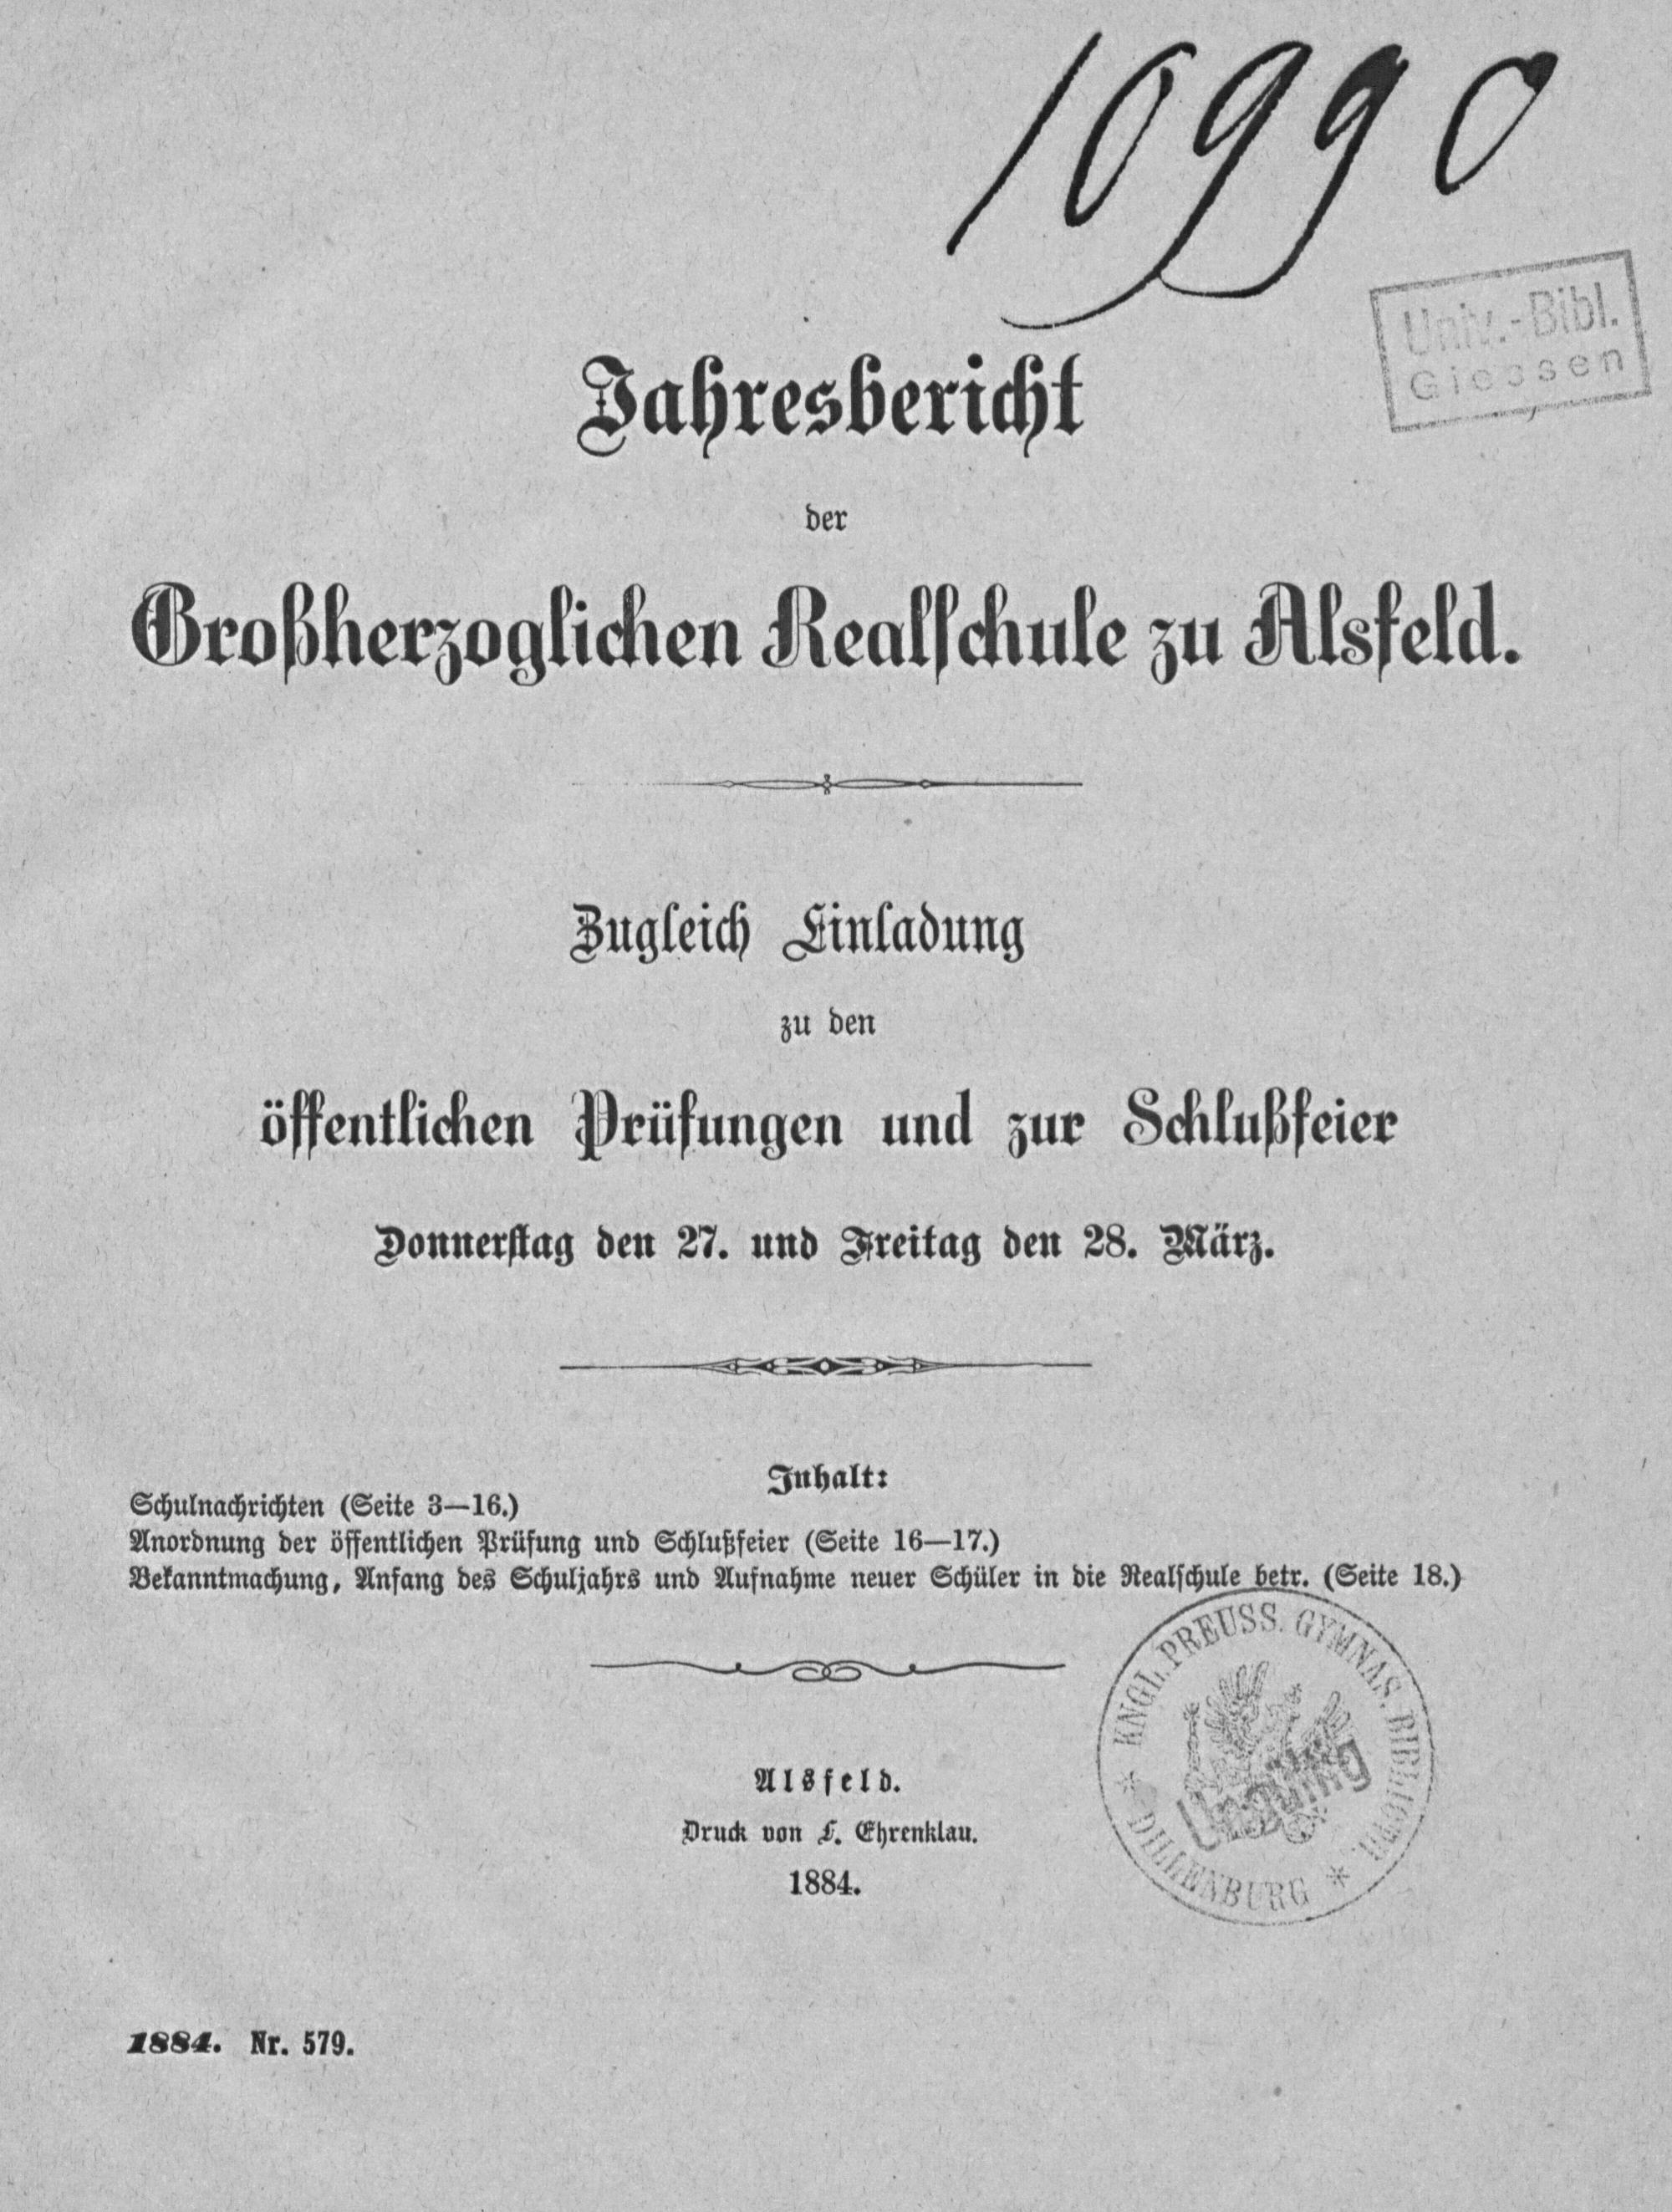 10990
Univ.-Bibl.
Giessen
Jahresbericht
der
Großherzoglichen Realschule zu Alsfeld.
Zugleich Einladung
zu den
öffentlichen Prüfungen und zur Schlußfeier
Donnerstag den 27. und Freitag den 28. März.
Inhalt:
Schulnachrichten (Seite 3—16.)
Anordnung der öffentlichen Prüfung und Schlußfeier (Seite 16—17.)
Bekanntmachung, Anfang des Schuljahrs und Aufnahme neuer Schüler in die Realschule betr. (Seite 18.)
KNGL. PREUSS. GYMNAS. BIBLIOTH.
* DILLENBURG *
Ungültig
Alsfeld.
Druck von F. Ehrenklau.
1884.
1884. Nr. 579.